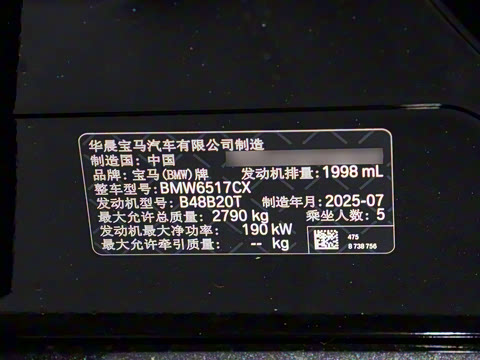 华晨宝马汽车有限公司制造
制造国: 中国
品牌: 宝马(BMW)牌 发动机排量: 1998 mL
整车型号:BMW6517CX
发动机型号: B48B20T 制造年月: 2025-07
最大允许总质量: 2790 kg 乘坐人数: 5
发动机最大净功率: 190 kW
最大允许牵引质量: -- kg
475
8 738 756